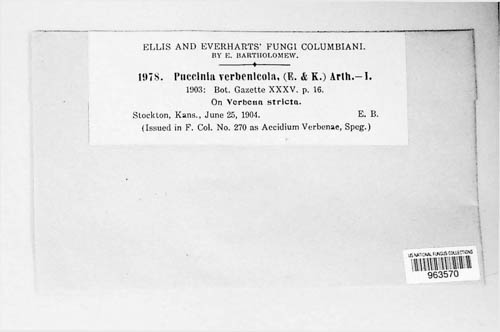 ELLIS AND EVERHARTS' FUNGI COLUMBIANI.
BY E. BARTHOLOMEW.
1978. Puccinia verbenicola, (E. & K.) Arth.—I.
1903: Bot. Gazette XXXV. p. 16.
On Verbena stricta.
Stockton, Kans., June 25, 1904. E. B.
(Issued in F. Col. No. 270 as Aecidium Verbenae, Speg.)
US NATIONAL FUNGUS COLLECTIONS
963570